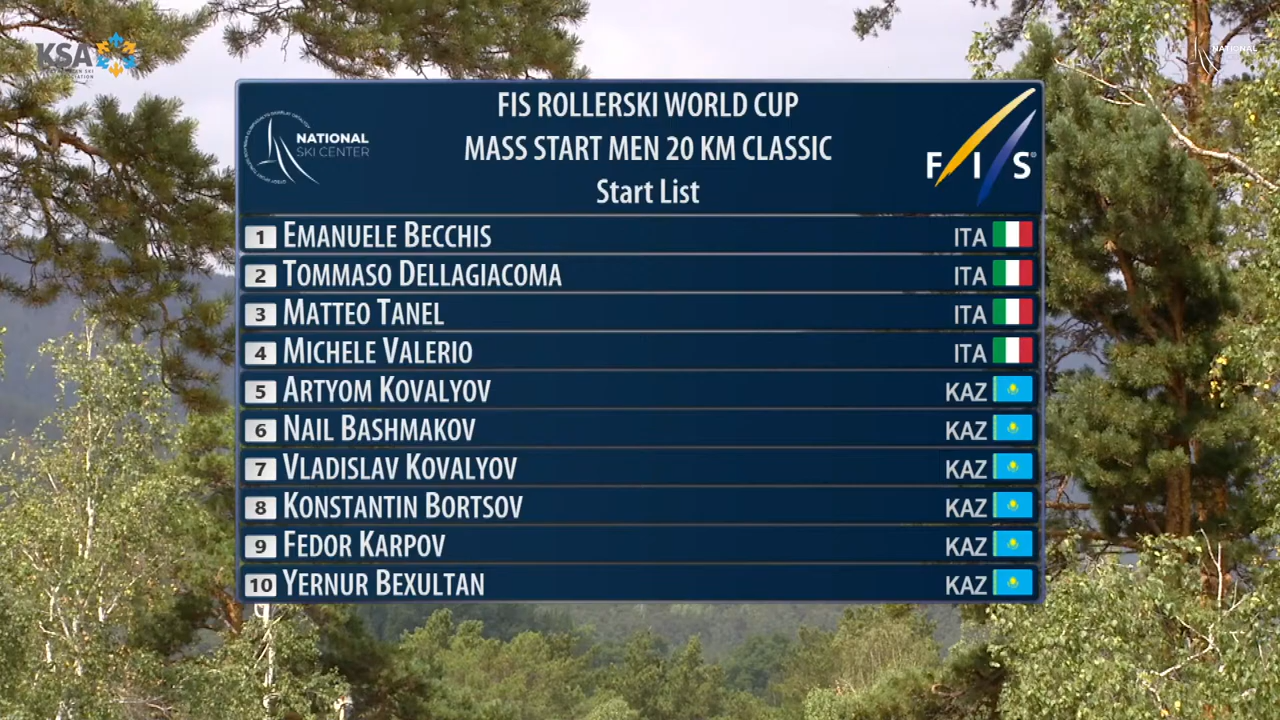 KSA
NATIONAL
FIS ROLLERSKI WORLD CUP
MASS START MEN 20 KM CLASSIC
Start List
NATIONAL
SKI CENTER
FIS
1 EMANUELE BECCHIS ITA
2 TOMMASO DELLAGIACOMA ITA
3 MATTEO TANEL ITA
4 MICHELE VALERIO ITA
5 ARTYOM KOVALYOV KAZ
6 NAIL BASHMAKOV KAZ
7 VLADISLAV KOVALYOV KAZ
8 KONSTANTIN BORTSOV KAZ
9 FEDOR KARPOV KAZ
10 YERNUR BEXULTAN KAZ